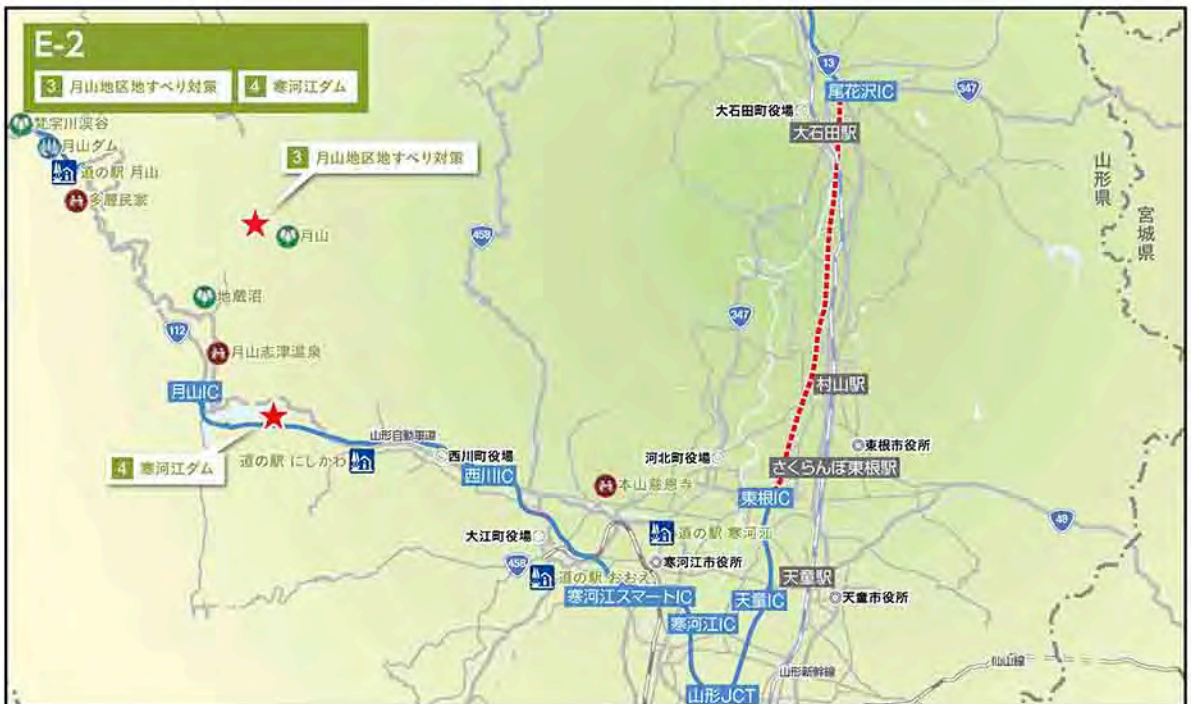 E-2
3 月山地区地すべり対策 4 寒河江ダム
13
尾花沢IC
347
大石田町役場
大石田駅
梵字川渓谷
月山ダム
道の駅 月山
多層民家
3 月山地区地すべり対策
月山
山形県
宮城県
458
地蔵沼
112
347
月山志津温泉
月山IC
村山駅
山形自動車道
東根市役所
4 寒河江ダム
道の駅 にしかわ
西川町役場
河北町役場
さくらんぼ東根駅
西川IC
本山慈恩寺
東根IC
48
大江町役場
道の駅 寒河江
458
道の駅 おおえ
寒河江市役所
天童駅
寒河江スマートIC
天童IC
天童市役所
寒河江IC
仙山線
山形新幹線
山形JCT